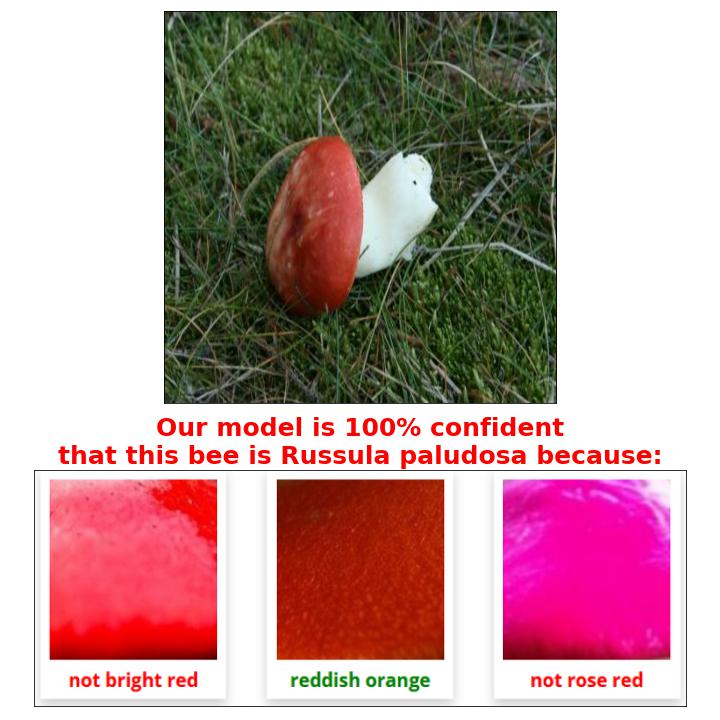 Our model is 100% confident
that this bee is Russula paludosa because:
not bright red
reddish orange
not rose red